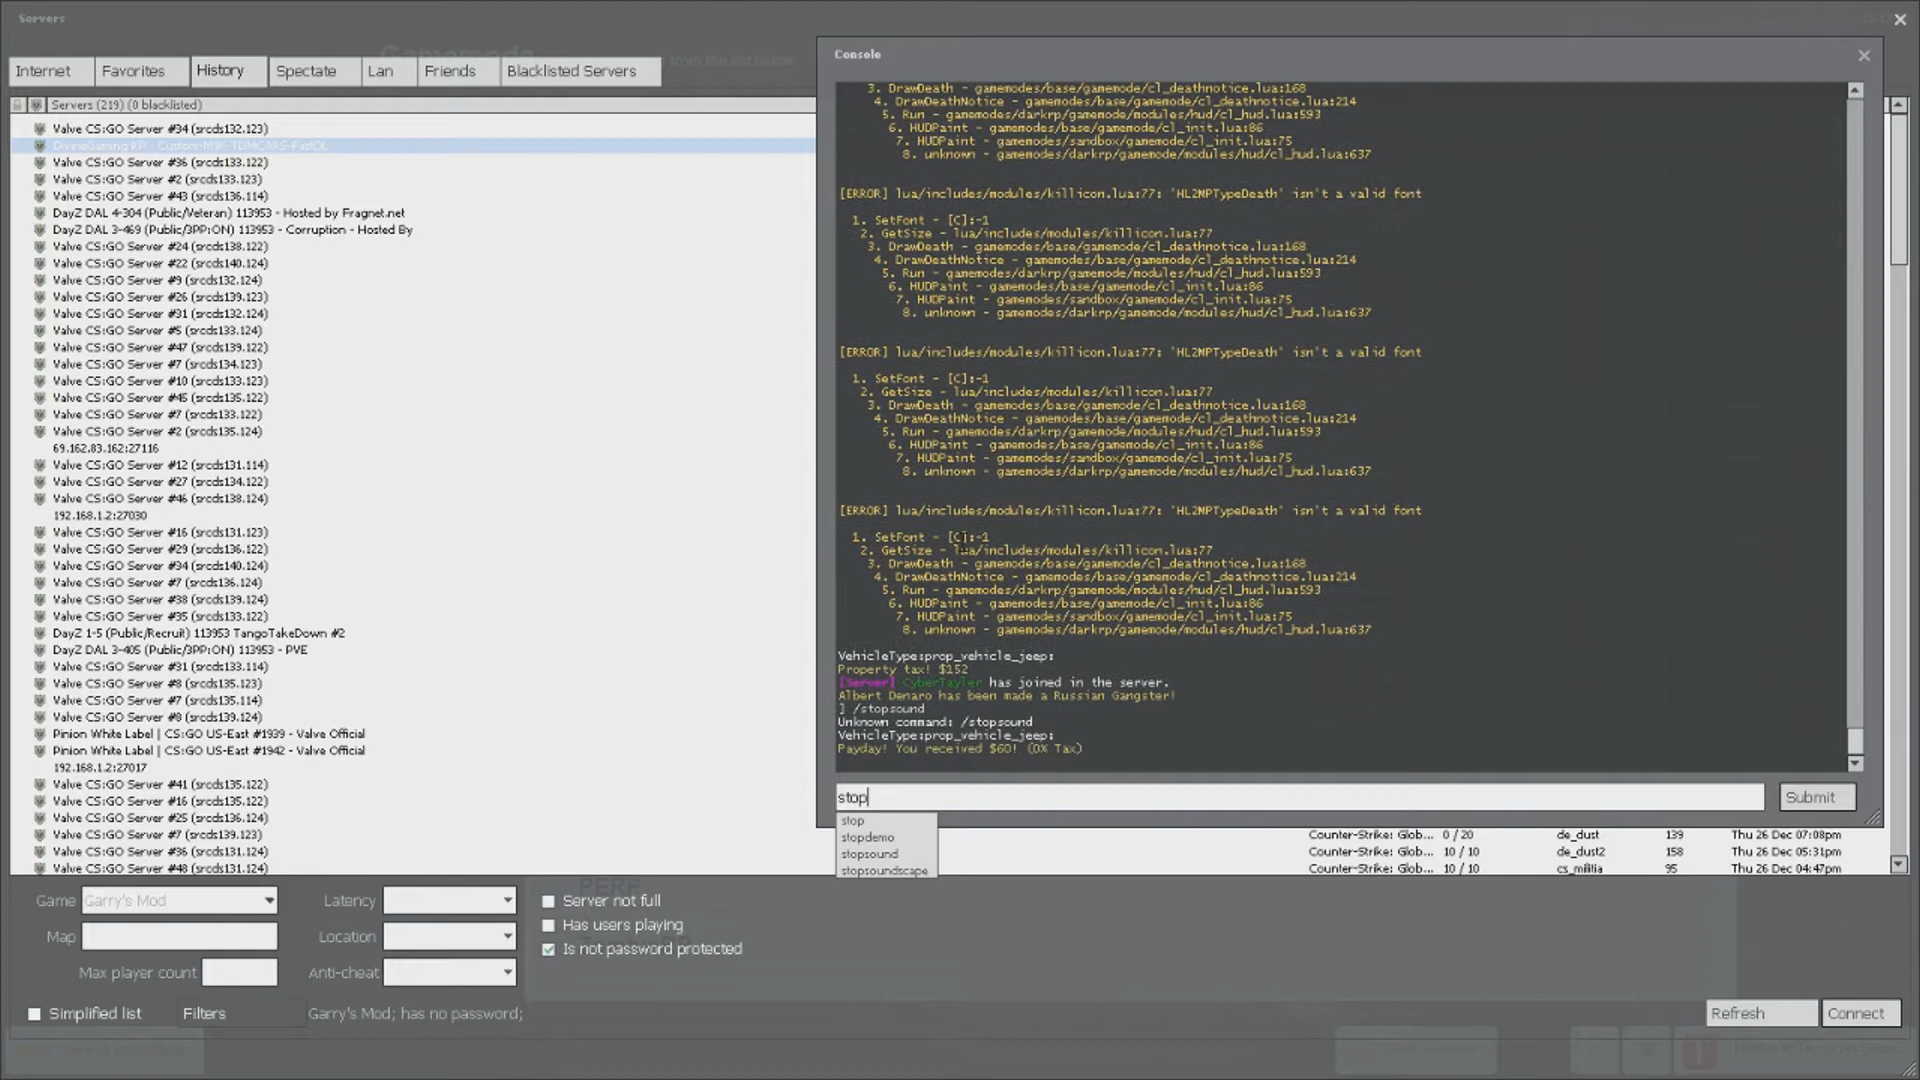 Servers
Gamemode
from the list below
Internet
Favorites
History
Spectate
Lan
Friends
Blacklisted Servers
Servers (219) (0 blacklisted)
Valve CS:GO Server #34 (srcds132.123)
DivineGaming RP - Custom-M9K-TDMCARS-FastDL
Valve CS:GO Server #36 (srcds133.122)
Valve CS:GO Server #2 (srcds133.123)
Valve CS:GO Server #43 (srcds136.114)
DayZ DAL 4-304 (Public/Veteran) 113953 - Hosted by Fragnet.net
DayZ DAL 3-469 (Public/3PP:ON) 113953 - Corruption - Hosted By
Valve CS:GO Server #24 (srcds138.122)
Valve CS:GO Server #22 (srcds140.124)
Valve CS:GO Server #9 (srcds132.124)
Valve CS:GO Server #26 (srcds139.123)
Valve CS:GO Server #31 (srcds132.124)
Valve CS:GO Server #5 (srcds133.124)
Valve CS:GO Server #47 (srcds139.122)
Valve CS:GO Server #7 (srcds134.123)
Valve CS:GO Server #10 (srcds133.123)
Valve CS:GO Server #45 (srcds135.122)
Valve CS:GO Server #7 (srcds133.122)
Valve CS:GO Server #2 (srcds135.124)
69.162.83.162:27116
Valve CS:GO Server #12 (srcds131.114)
Valve CS:GO Server #27 (srcds134.122)
Valve CS:GO Server #46 (srcds138.124)
192.168.1.2:27030
Valve CS:GO Server #16 (srcds131.123)
Valve CS:GO Server #29 (srcds136.122)
Valve CS:GO Server #34 (srcds140.124)
Valve CS:GO Server #7 (srcds136.124)
Valve CS:GO Server #38 (srcds139.124)
Valve CS:GO Server #35 (srcds133.122)
DayZ 1-5 (Public/Recruit) 113953 TangoTakeDown #2
DayZ DAL 3-405 (Public/3PP:ON) 113953 - PVE
Valve CS:GO Server #31 (srcds133.114)
Valve CS:GO Server #8 (srcds135.123)
Valve CS:GO Server #7 (srcds135.114)
Valve CS:GO Server #8 (srcds139.124)
Pinion White Label | CS:GO US-East #1939 - Valve Official
Pinion White Label | CS:GO US-East #1942 - Valve Official
192.168.1.2:27017
Valve CS:GO Server #41 (srcds135.122)
Valve CS:GO Server #16 (srcds135.122)
Valve CS:GO Server #25 (srcds136.124)
Valve CS:GO Server #7 (srcds139.123)
Valve CS:GO Server #36 (srcds131.124)
Valve CS:GO Server #48 (srcds131.124)
Console
3. DrawDeath - gamemodes/base/gamemode/cl_deathnotice.lua:168
4. DrawDeathNotice - gamemodes/base/gamemode/cl_deathnotice.lua:214
5. Run - gamemodes/darkrp/gamemode/modules/hud/cl_hud.lua:593
6. HUDPaint - gamemodes/base/gamemode/cl_init.lua:86
7. HUDPaint - gamemodes/sandbox/gamemode/cl_init.lua:75
8. unknown - gamemodes/darkrp/gamemode/modules/hud/cl_hud.lua:637
[ERROR] lua/includes/modules/killicon.lua:77: 'HL2MPTypeDeath' isn't a valid font
1. SetFont - [C]:-1
2. GetSize - lua/includes/modules/killicon.lua:77
3. DrawDeath - gamemodes/base/gamemode/cl_deathnotice.lua:168
4. DrawDeathNotice - gamemodes/base/gamemode/cl_deathnotice.lua:214
5. Run - gamemodes/darkrp/gamemode/modules/hud/cl_hud.lua:593
6. HUDPaint - gamemodes/base/gamemode/cl_init.lua:86
7. HUDPaint - gamemodes/sandbox/gamemode/cl_init.lua:75
8. unknown - gamemodes/darkrp/gamemode/modules/hud/cl_hud.lua:637
[ERROR] lua/includes/modules/killicon.lua:77: 'HL2MPTypeDeath' isn't a valid font
1. SetFont - [C]:-1
2. GetSize - lua/includes/modules/killicon.lua:77
3. DrawDeath - gamemodes/base/gamemode/cl_deathnotice.lua:168
4. DrawDeathNotice - gamemodes/base/gamemode/cl_deathnotice.lua:214
5. Run - gamemodes/darkrp/gamemode/modules/hud/cl_hud.lua:593
6. HUDPaint - gamemodes/base/gamemode/cl_init.lua:86
7. HUDPaint - gamemodes/sandbox/gamemode/cl_init.lua:75
8. unknown - gamemodes/darkrp/gamemode/modules/hud/cl_hud.lua:637
[ERROR] lua/includes/modules/killicon.lua:77: 'HL2MPTypeDeath' isn't a valid font
1. SetFont - [C]:-1
2. GetSize - lua/includes/modules/killicon.lua:77
3. DrawDeath - gamemodes/base/gamemode/cl_deathnotice.lua:168
4. DrawDeathNotice - gamemodes/base/gamemode/cl_deathnotice.lua:214
5. Run - gamemodes/darkrp/gamemode/modules/hud/cl_hud.lua:593
6. HUDPaint - gamemodes/base/gamemode/cl_init.lua:86
7. HUDPaint - gamemodes/sandbox/gamemode/cl_init.lua:75
8. unknown - gamemodes/darkrp/gamemode/modules/hud/cl_hud.lua:637
VehicleType:prop_vehicle_jeep:
Property tax! $152
[Server] CyberTayler has joined in the server.
Albert Denaro has been made a Russian Gangster!
] /stopsound
Unknown command: /stopsound
VehicleType:prop_vehicle_jeep:
Payday! You received $60! (0% Tax)
stop
Submit
stop
stopdemo
stopsound
stopsoundscape
Counter-Strike: Glob... 0 / 20 de_dust 139 Thu 26 Dec 07:08pm
Counter-Strike: Glob... 10 / 10 de_dust2 158 Thu 26 Dec 05:31pm
Counter-Strike: Glob... 10 / 10 cs_militia 95 Thu 26 Dec 04:47pm
PERP
Game Garry's Mod
Latency
Server not full
Map
Location
Has users playing
Is not password protected
Max player count
Anti-cheat
Simplified list
Filters
Garry's Mod; has no password;
Refresh
Connect